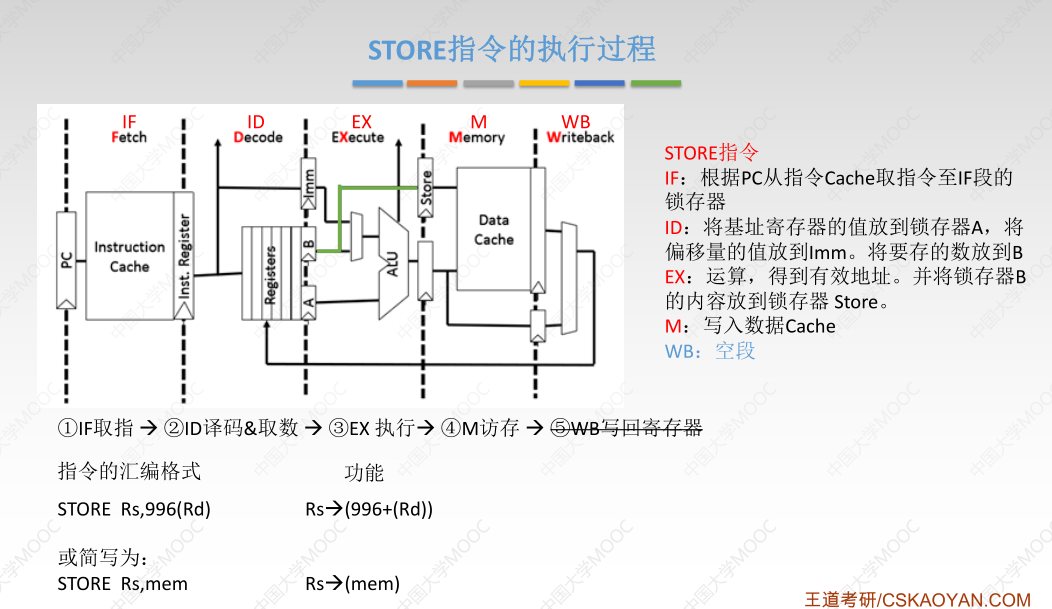 STORE指令的执行过程
IF ID EX M WB
Fetch Decode EXecute Memory Writeback
PC
Instruction
Cache
Inst. Register
Registers
Imm
B
A
ALU
Store
Data
Cache
STORE指令
IF：根据PC从指令Cache取指令至IF段的
锁存器
ID：将基址寄存器的值放到锁存器A，将
偏移量的值放到Imm。将要存的数放到B
EX：运算，得到有效地址。并将锁存器B
的内容放到锁存器 Store。
M：写入数据Cache
WB：空段
①IF取指 → ②ID译码&取数 → ③EX 执行→ ④M访存 → ⑤WB写回寄存器
指令的汇编格式 功能
STORE Rs,996(Rd) Rs→(996+(Rd))
或简写为：
STORE Rs,mem Rs→(mem)
王道考研/CSKAOYAN.COM
中国大学MOOC